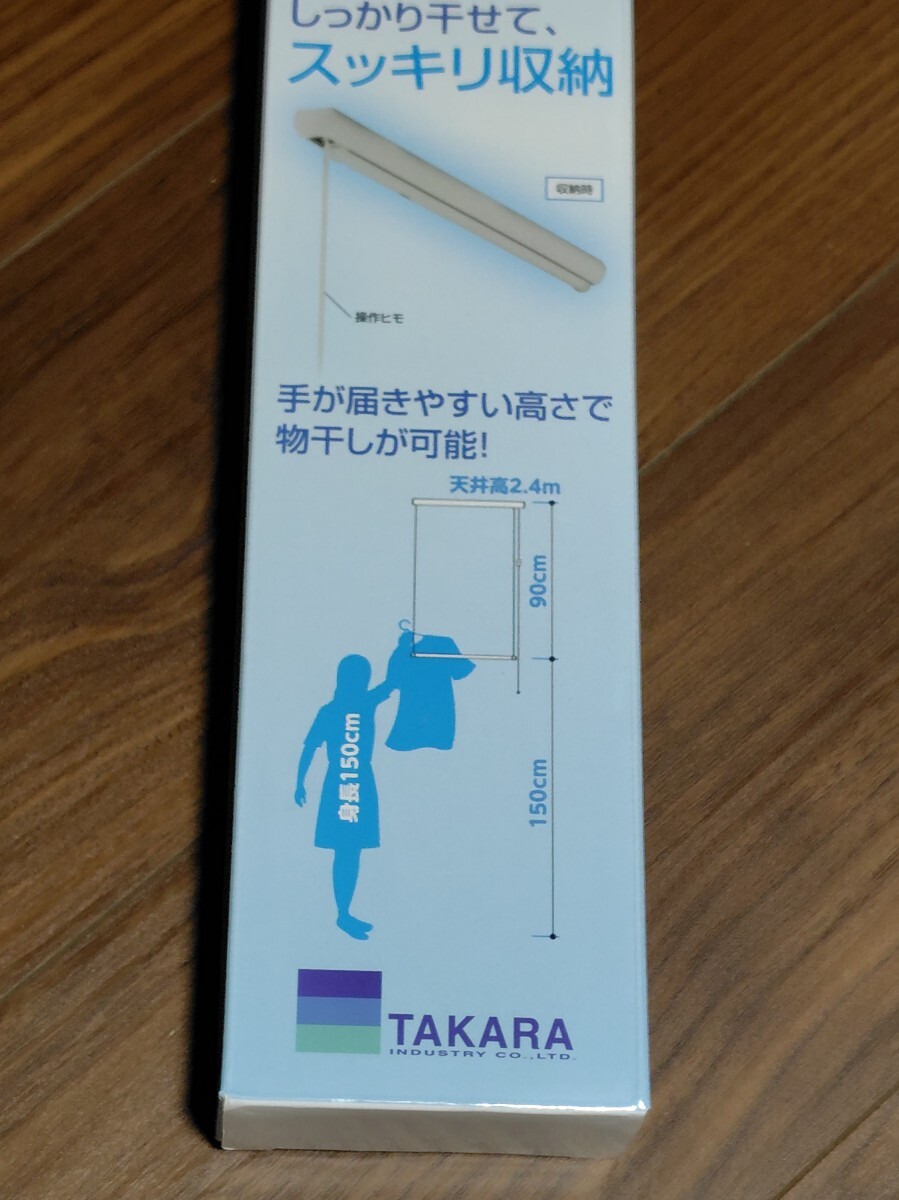 しっかり干せて、
スッキリ収納
収納時
操作ヒモ
手が届きやすい高さで
物干しが可能!
天井高2.4m
90cm
身長150cm
150cm
TAKARA
INDUSTRY CO.,LTD.